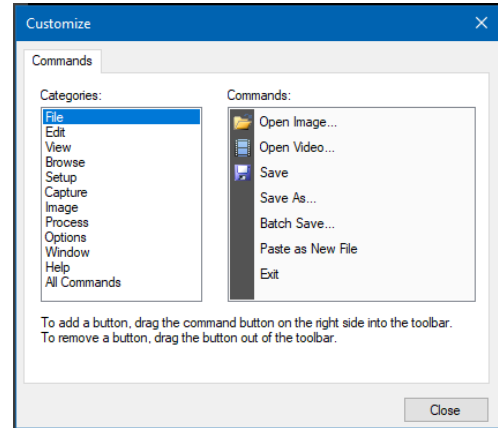 Customize
Commands
Categories:
File
Edit
View
Browse
Setup
Capture
Image
Process
Options
Window
Help
All Commands
Commands:
Open Image...
Open Video...
Save
Save As...
Batch Save...
Paste as New File
Exit
To add a button, drag the command button on the right side into the toolbar.
To remove a button, drag the button out of the toolbar.
Close